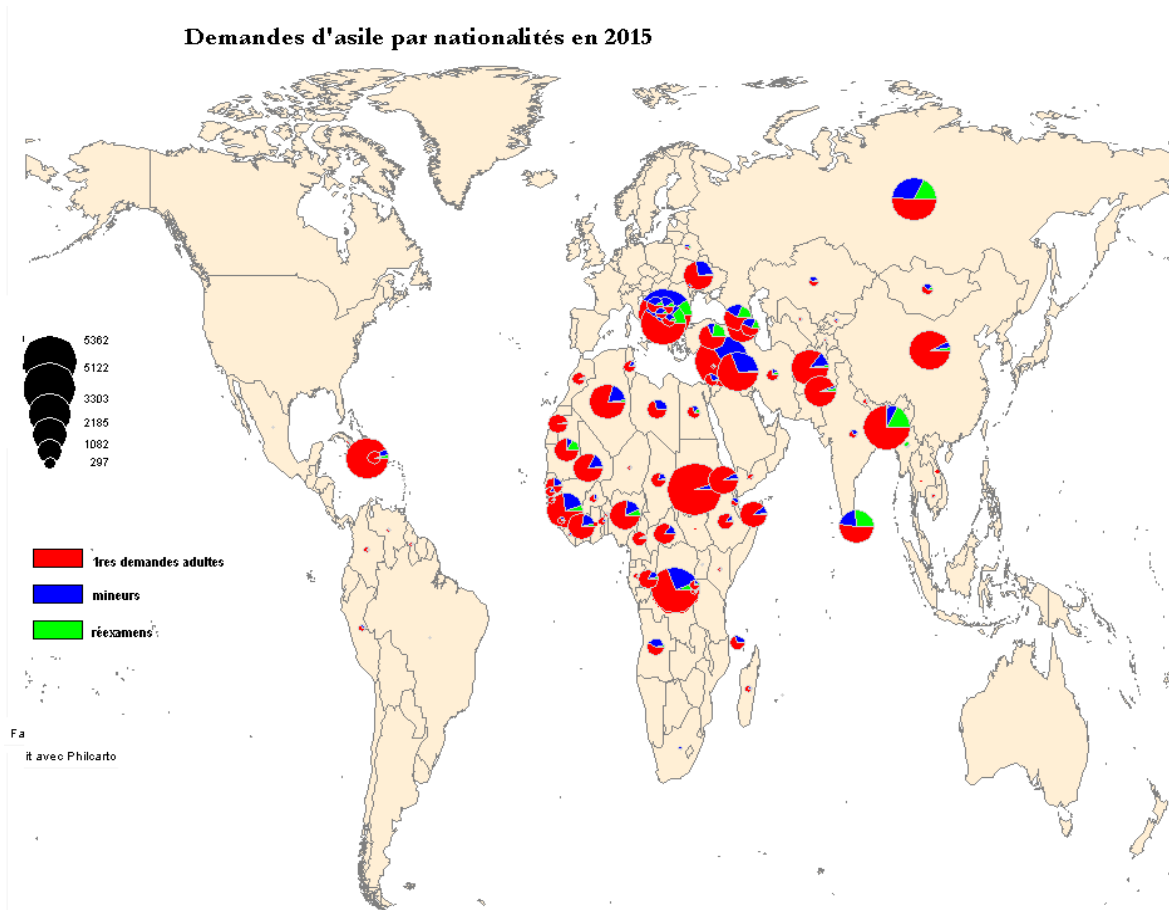 Demandes d'asile par nationalités en 2015
5362
5122
3303
2185
1082
297
1res demandes adultes
mineurs
réexamens
Fa
it avec Philcarto